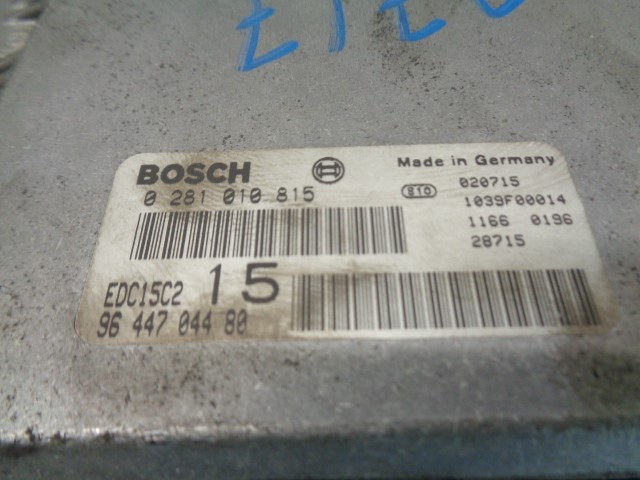 BOSCH
0 281 010 815
EDC15C2 15
96 447 044 80
Made in Germany
810 020715
1039F00014
1166 0196
28715